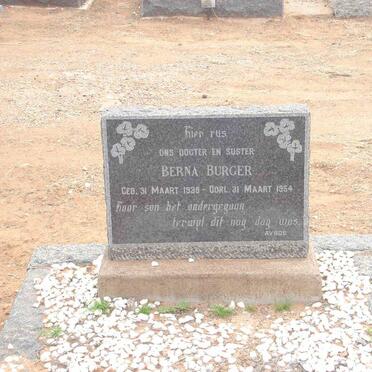 Hier rus
ONS DOGTER EN SUSTER
BERNA BURGER
GEB. 31 MAART 1938 - OORL. 31 MAART 1954
Haar son het ondergegaan
terwyl dit nog dag was.